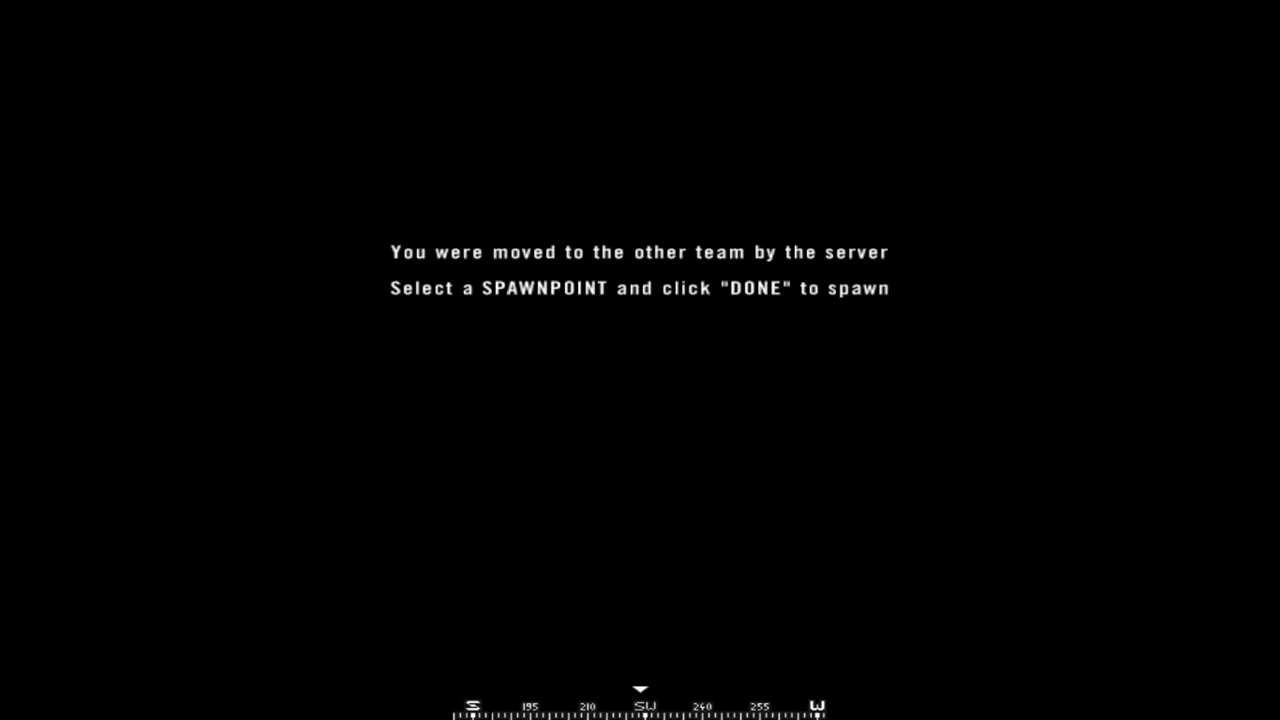 You were moved to the other team by the server
Select a SPAWNPOINT and click "DONE" to spawn
S 195 210 SW 240 255 W